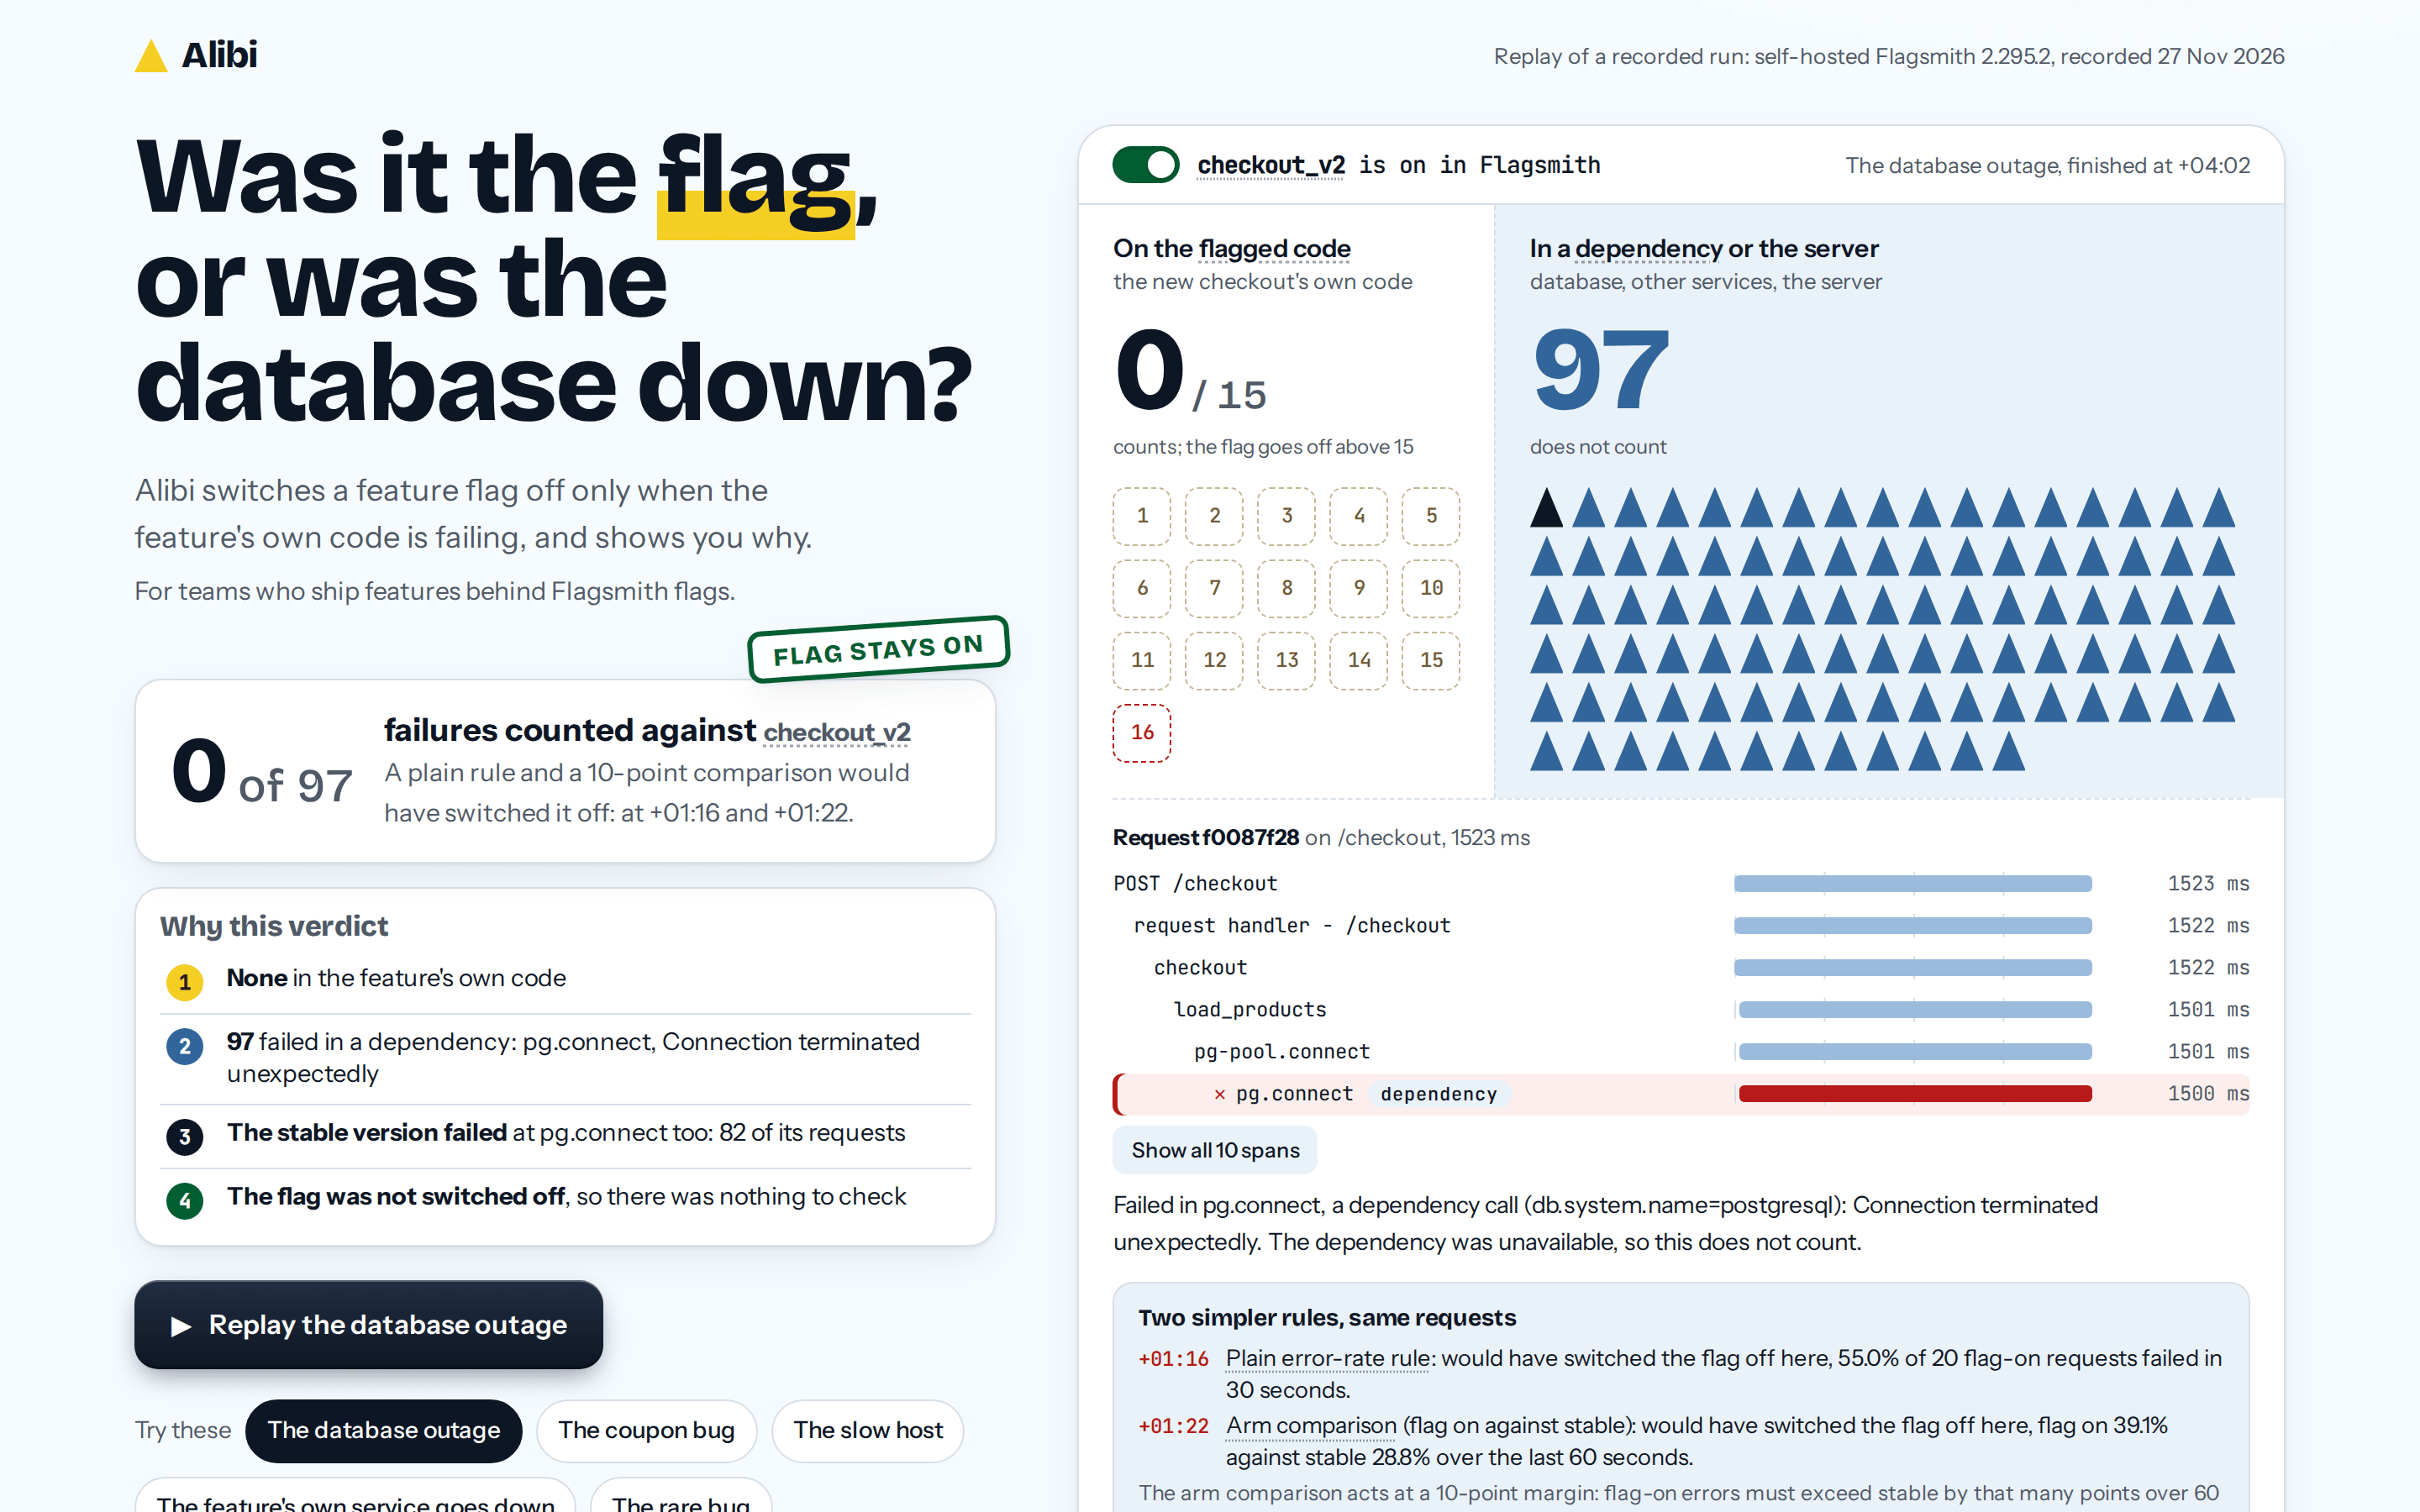 Alibi
Replay of a recorded run: self-hosted Flagsmith 2.295.2, recorded 27 Nov 2026
Was it the flag,
or was the
database down?
Alibi switches a feature flag off only when the
feature's own code is failing, and shows you why.
For teams who ship features behind Flagsmith flags.
FLAG STAYS ON
0 of 97
failures counted against checkout_v2
A plain rule and a 10-point comparison would
have switched it off: at +01:16 and +01:22.
Why this verdict
1 None in the feature's own code
2 97 failed in a dependency: pg.connect, Connection terminated
unexpectedly
3 The stable version failed at pg.connect too: 82 of its requests
4 The flag was not switched off, so there was nothing to check
Replay the database outage
Try these The database outage The coupon bug The slow host
The feature's own service goes down The rare bug
checkout_v2 is on in Flagsmith
The database outage, finished at +04:02
On the flagged code
the new checkout's own code
0 / 15
counts; the flag goes off above 15
1 2 3 4 5
6 7 8 9 10
11 12 13 14 15
16
In a dependency or the server
database, other services, the server
97
does not count
Request f0087f28 on /checkout, 1523 ms
POST /checkout 1523 ms
request handler - /checkout 1522 ms
checkout 1522 ms
load_products 1501 ms
pg-pool.connect 1501 ms
× pg.connect dependency 1500 ms
Show all 10 spans
Failed in pg.connect, a dependency call (db.system.name=postgresql): Connection terminated
unexpectedly. The dependency was unavailable, so this does not count.
Two simpler rules, same requests
+01:16 Plain error-rate rule: would have switched the flag off here, 55.0% of 20 flag-on requests failed in
30 seconds.
+01:22 Arm comparison (flag on against stable): would have switched the flag off here, flag on 39.1%
against stable 28.8% over the last 60 seconds.
The arm comparison acts at a 10-point margin: flag-on errors must exceed stable by that many points over 60